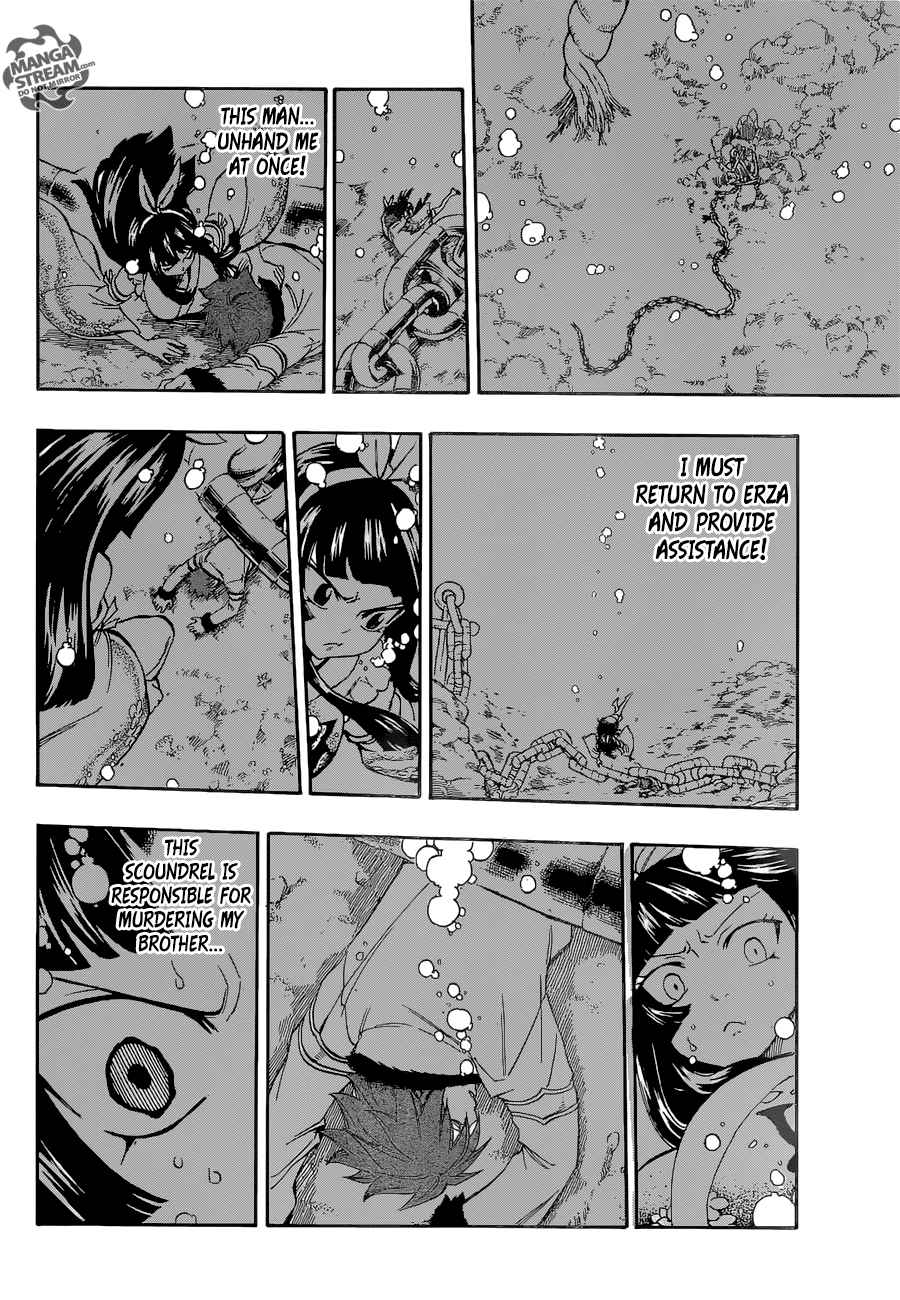 MANGA
STREAM.com
DO NOT MIRROR
THIS MAN...
UNHAND ME
AT ONCE!
I MUST
RETURN TO ERZA
AND PROVIDE
ASSISTANCE!
THIS
SCOUNDREL IS
RESPONSIBLE FOR
MURDERING MY
BROTHER...